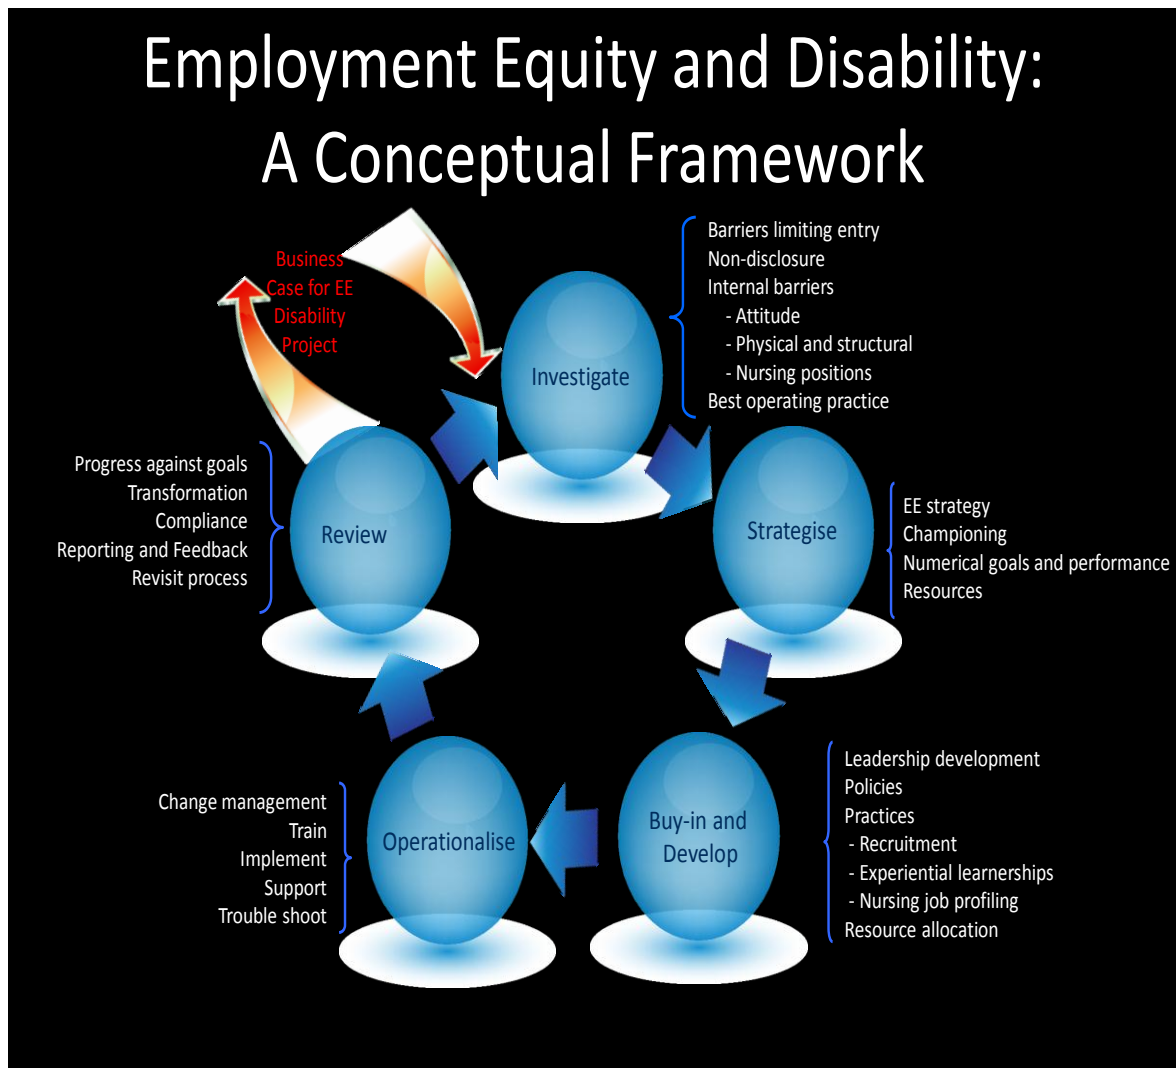 Employment Equity and Disability:
A Conceptual Framework
Business
Case for EE
Disability
Project
Investigate
Barriers limiting entry
Non-disclosure
Internal barriers
- Attitude
- Physical and structural
- Nursing positions
Best operating practice
Strategise
EE strategy
Championing
Numerical goals and performance
Resources
Buy-in and
Develop
Leadership development
Policies
Practices
- Recruitment
- Experiential learnerships
- Nursing job profiling
Resource allocation
Operationalise
Change management
Train
Implement
Support
Trouble shoot
Review
Progress against goals
Transformation
Compliance
Reporting and Feedback
Revisit process